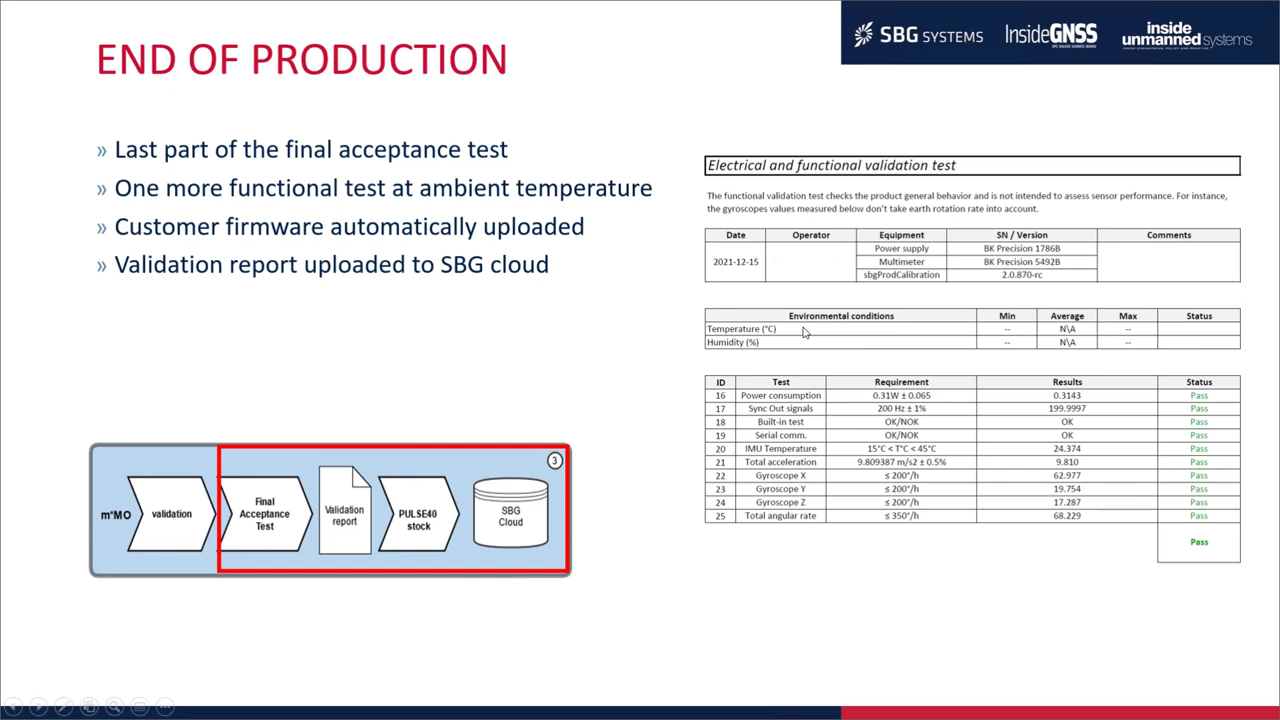 END OF PRODUCTION
SBG SYSTEMS
InsideGNSS
inside
unmanned systems
» Last part of the final acceptance test
» One more functional test at ambient temperature
» Customer firmware automatically uploaded
» Validation report uploaded to SBG cloud
Electrical and functional validation test
The functional validation test checks the product general behavior and is not intended to assess sensor performance. For instance,
the gyroscopes values measured below don't take earth rotation rate into account.
Date Operator Equipment SN / Version Comments
Power supply BK Precision 1786B
2021-12-15 Multimeter BK Precision 5492B
sbgProdCalibration 2.0.870-rc
Environmental conditions Min Average Max Status
Temperature (°C) -- N\A --
Humidity (%) -- N\A --
ID Test Requirement Results Status
16 Power consumption 0.31W ± 0.065 0.3143 Pass
17 Sync Out signals 200 Hz ± 1% 199.9997 Pass
18 Built-in test OK/NOK OK Pass
19 Serial comm. OK/NOK OK Pass
20 IMU Temperature 15°C < T°C < 45°C 24.374 Pass
21 Total acceleration 9.809387 m/s2 ± 0.5% 9.810 Pass
22 Gyroscope X ≤ 200°/h 62.977 Pass
23 Gyroscope Y ≤ 200°/h 19.754 Pass
24 Gyroscope Z ≤ 200°/h 17.287 Pass
25 Total angular rate ≤ 350°/h 68.229 Pass
Pass
3
m*MO
validation
Final
Acceptance
Test
Validation
report
PULSE40
stock
SBG
Cloud